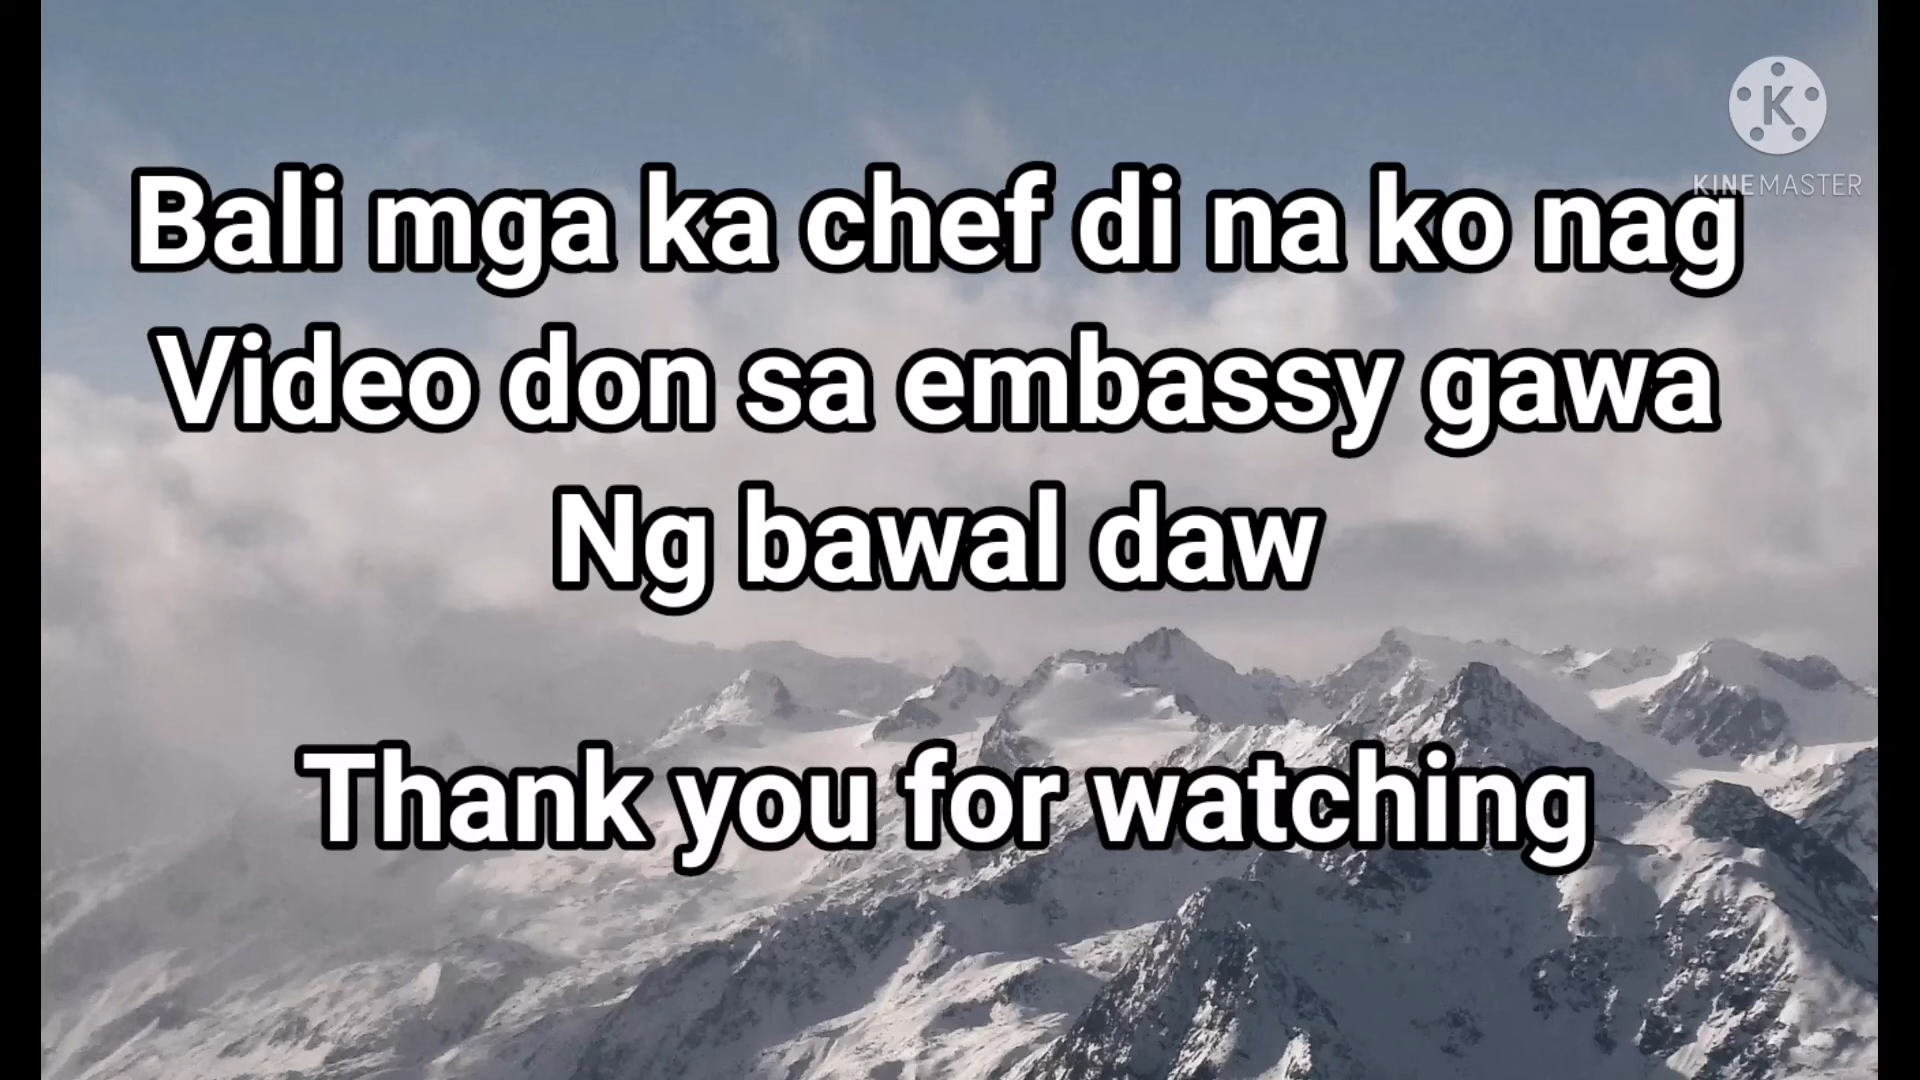 K
KINEMASTER
Bali mga ka chef di na ko nag
Video don sa embassy gawa
Ng bawal daw
Thank you for watching